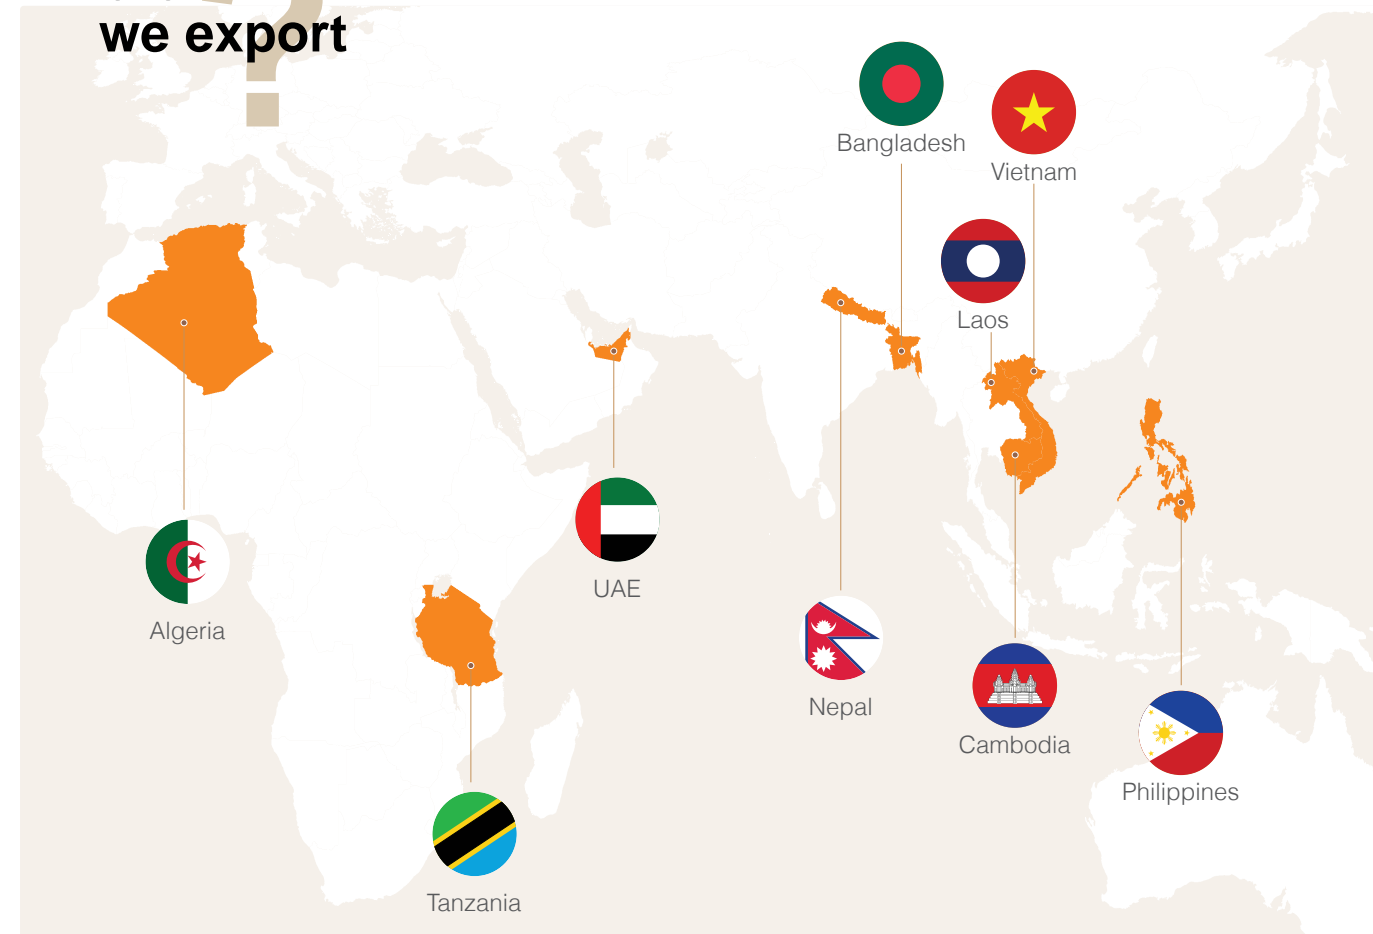 we export
?
Bangladesh
Vietnam
Laos
Algeria
UAE
Nepal
Cambodia
Philippines
Tanzania